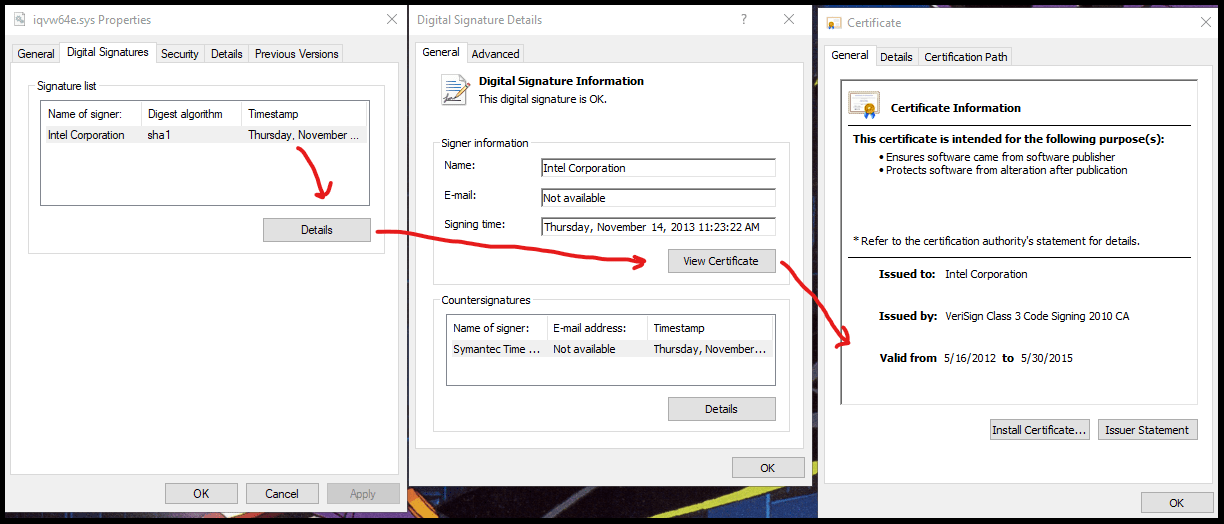 iqvw64e.sys Properties
General Digital Signatures Security Details Previous Versions
Signature list
Name of signer: Digest algorithm Timestamp
Intel Corporation sha1 Thursday, November ...
Details
OK Cancel Apply
Digital Signature Details ?
General Advanced
Digital Signature Information
This digital signature is OK.
Signer information
Name: Intel Corporation
E-mail: Not available
Signing time: Thursday, November 14, 2013 11:23:22 AM
View Certificate
Countersignatures
Name of signer: E-mail address: Timestamp
Symantec Time ... Not available Thursday, November...
Details
OK
Certificate
General Details Certification Path
Certificate Information
This certificate is intended for the following purpose(s):
• Ensures software came from software publisher
• Protects software from alteration after publication
* Refer to the certification authority's statement for details.
Issued to: Intel Corporation
Issued by: VeriSign Class 3 Code Signing 2010 CA
Valid from 5/16/2012 to 5/30/2015
Install Certificate... Issuer Statement
OK